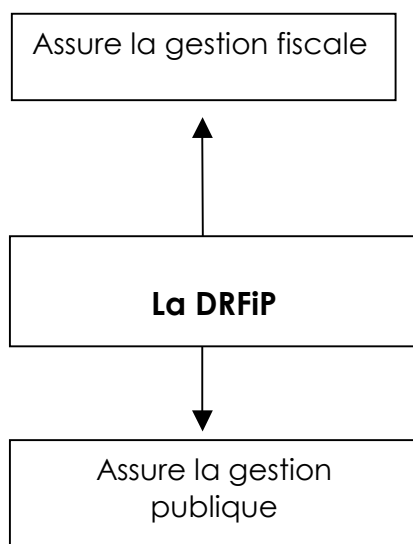 Assure la gestion fiscale
La DRFiP
Assure la gestion
publique